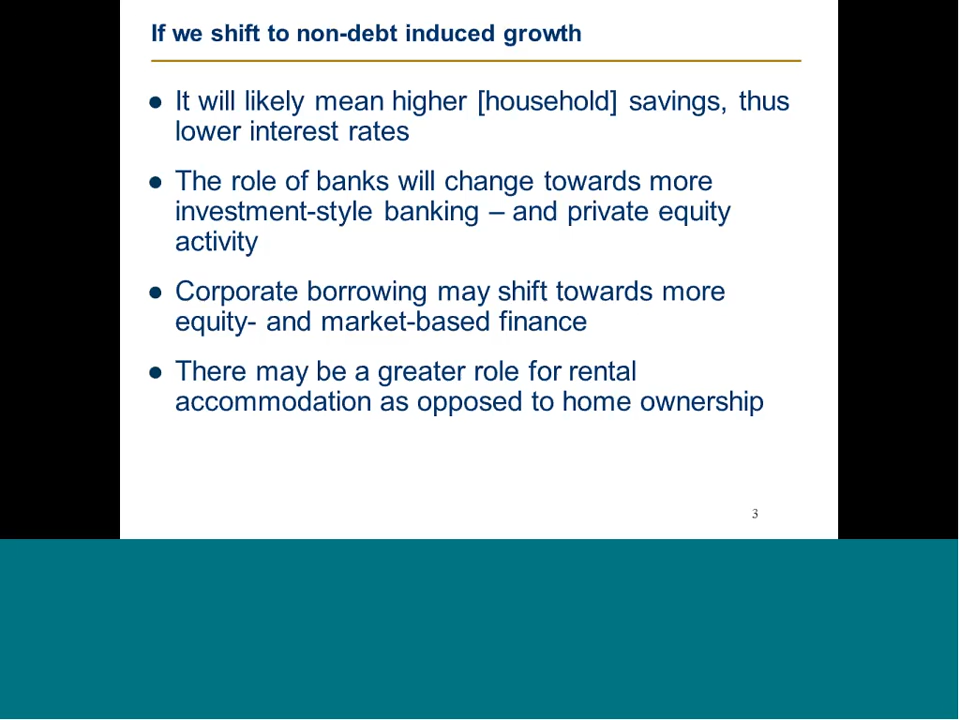 If we shift to non-debt induced growth
● It will likely mean higher [household] savings, thus
lower interest rates
● The role of banks will change towards more
investment-style banking – and private equity
activity
● Corporate borrowing may shift towards more
equity- and market-based finance
● There may be a greater role for rental
accommodation as opposed to home ownership
3